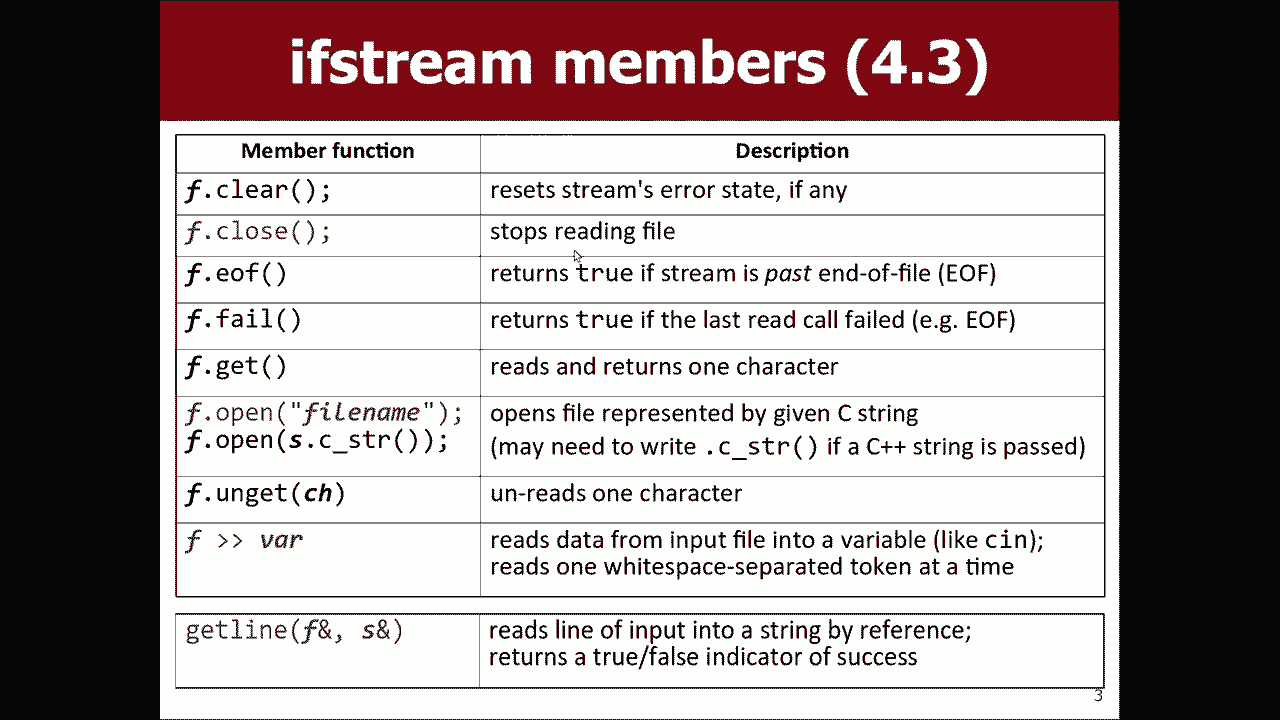 ifstream members (4.3)
Member function Description
f.clear(); resets stream's error state, if any
f.close(); stops reading file
f.eof() returns true if stream is past end-of-file (EOF)
f.fail() returns true if the last read call failed (e.g. EOF)
f.get() reads and returns one character
f.open("filename"); opens file represented by given C string
f.open(s.c_str()); (may need to write .c_str() if a C++ string is passed)
f.unget(ch) un-reads one character
f >> var reads data from input file into a variable (like cin);
reads one whitespace-separated token at a time
getline(f&, s&) reads line of input into a string by reference;
returns a true/false indicator of success
3